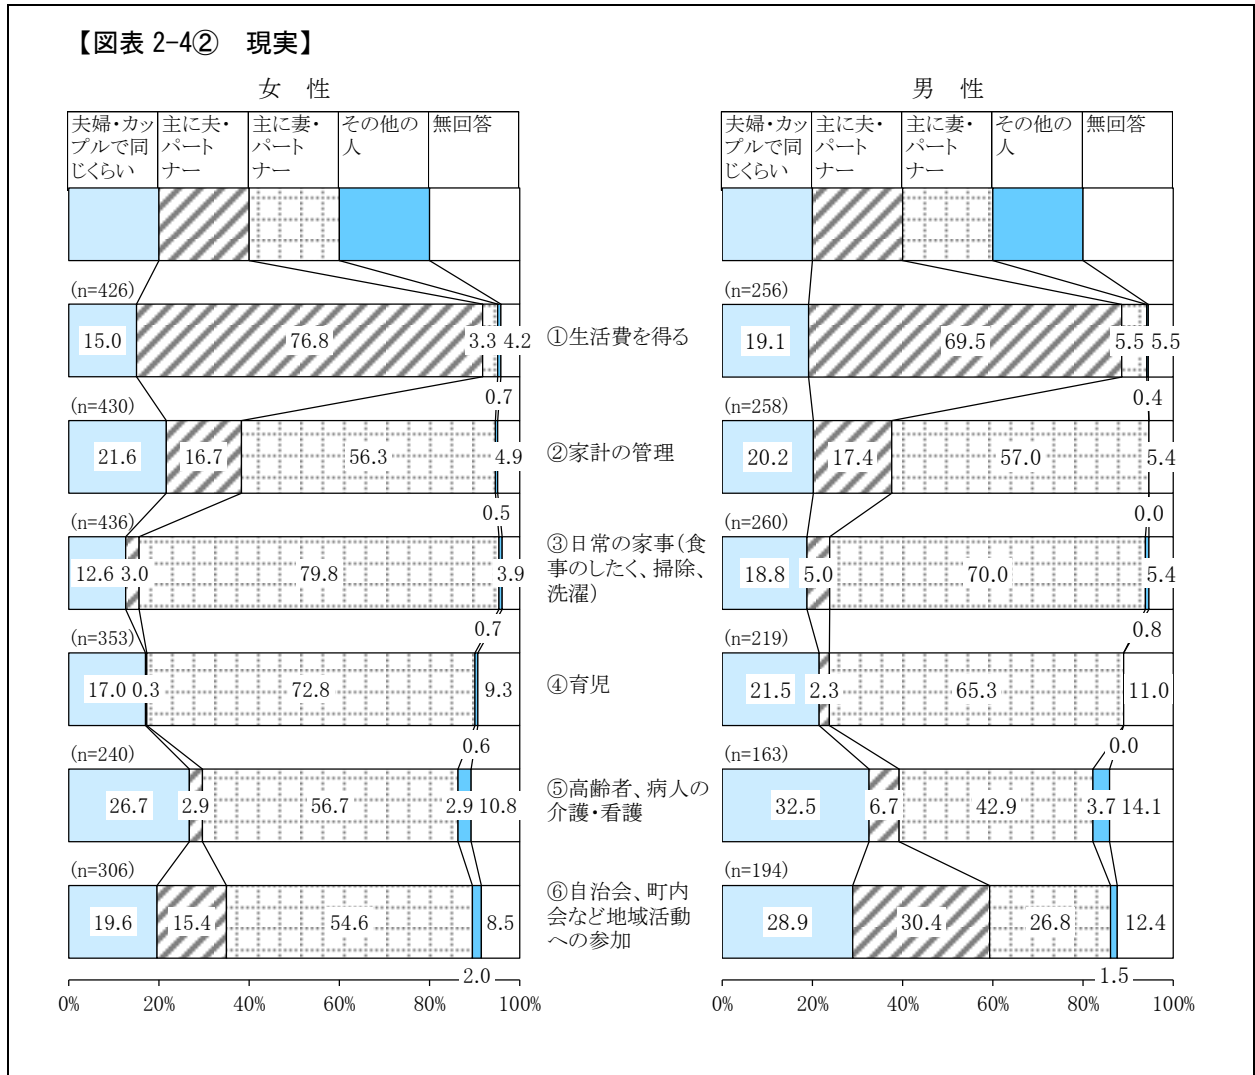 【図表 2-4② 現実】
女 性
夫婦・カッ
プルで同
じくらい
主に夫・
パート
ナー
主に妻・
パート
ナー
その他の
人
無回答
(n=426)
15.0 76.8 3.3 4.2
0.7
(n=430)
21.6 16.7 56.3 4.9
0.5
(n=436)
12.6 3.0 79.8 3.9
0.7
(n=353)
17.0 0.3 72.8 9.3
0.6
(n=240)
26.7 2.9 56.7 2.9 10.8
(n=306)
19.6 15.4 54.6 8.5
2.0
0% 20% 40% 60% 80% 100%
①生活費を得る
②家計の管理
③日常の家事(食
事のしたく、掃除、
洗濯)
④育児
⑤高齢者、病人の
介護・看護
⑥自治会、町内
会など地域活動
への参加
男 性
夫婦・カッ
プルで同
じくらい
主に夫・
パート
ナー
主に妻・
パート
ナー
その他の
人
無回答
(n=256)
19.1 69.5 5.5 5.5
0.4
(n=258)
20.2 17.4 57.0 5.4
0.0
(n=260)
18.8 5.0 70.0 5.4
0.8
(n=219)
21.5 2.3 65.3 11.0
0.0
(n=163)
32.5 6.7 42.9 3.7 14.1
(n=194)
28.9 30.4 26.8 12.4
1.5
0% 20% 40% 60% 80% 100%